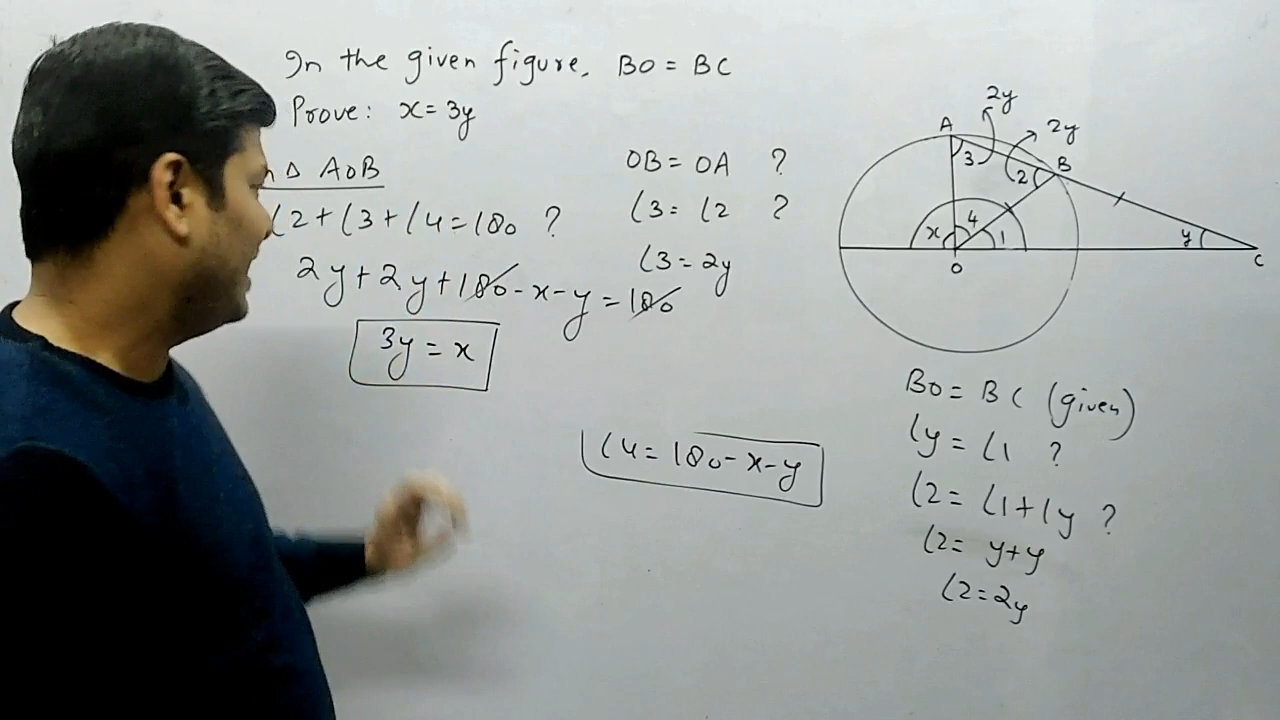 In the given figure, BO = BC
Prove: x = 3y
Δ AOB
∠2 + ∠3 + ∠4 = 180 ?
2y + 2y + 180 - x - y = 180
3y = x
OB = OA ?
∠3 = ∠2 ?
∠3 = 2y
∠4 = 180 - x - y
2y
2y
A
3
B
2
x
4
1
y
O
C
BO = BC (given)
∠y = ∠1 ?
∠2 = ∠1 + ∠y ?
∠2 = y + y
∠2 = 2y